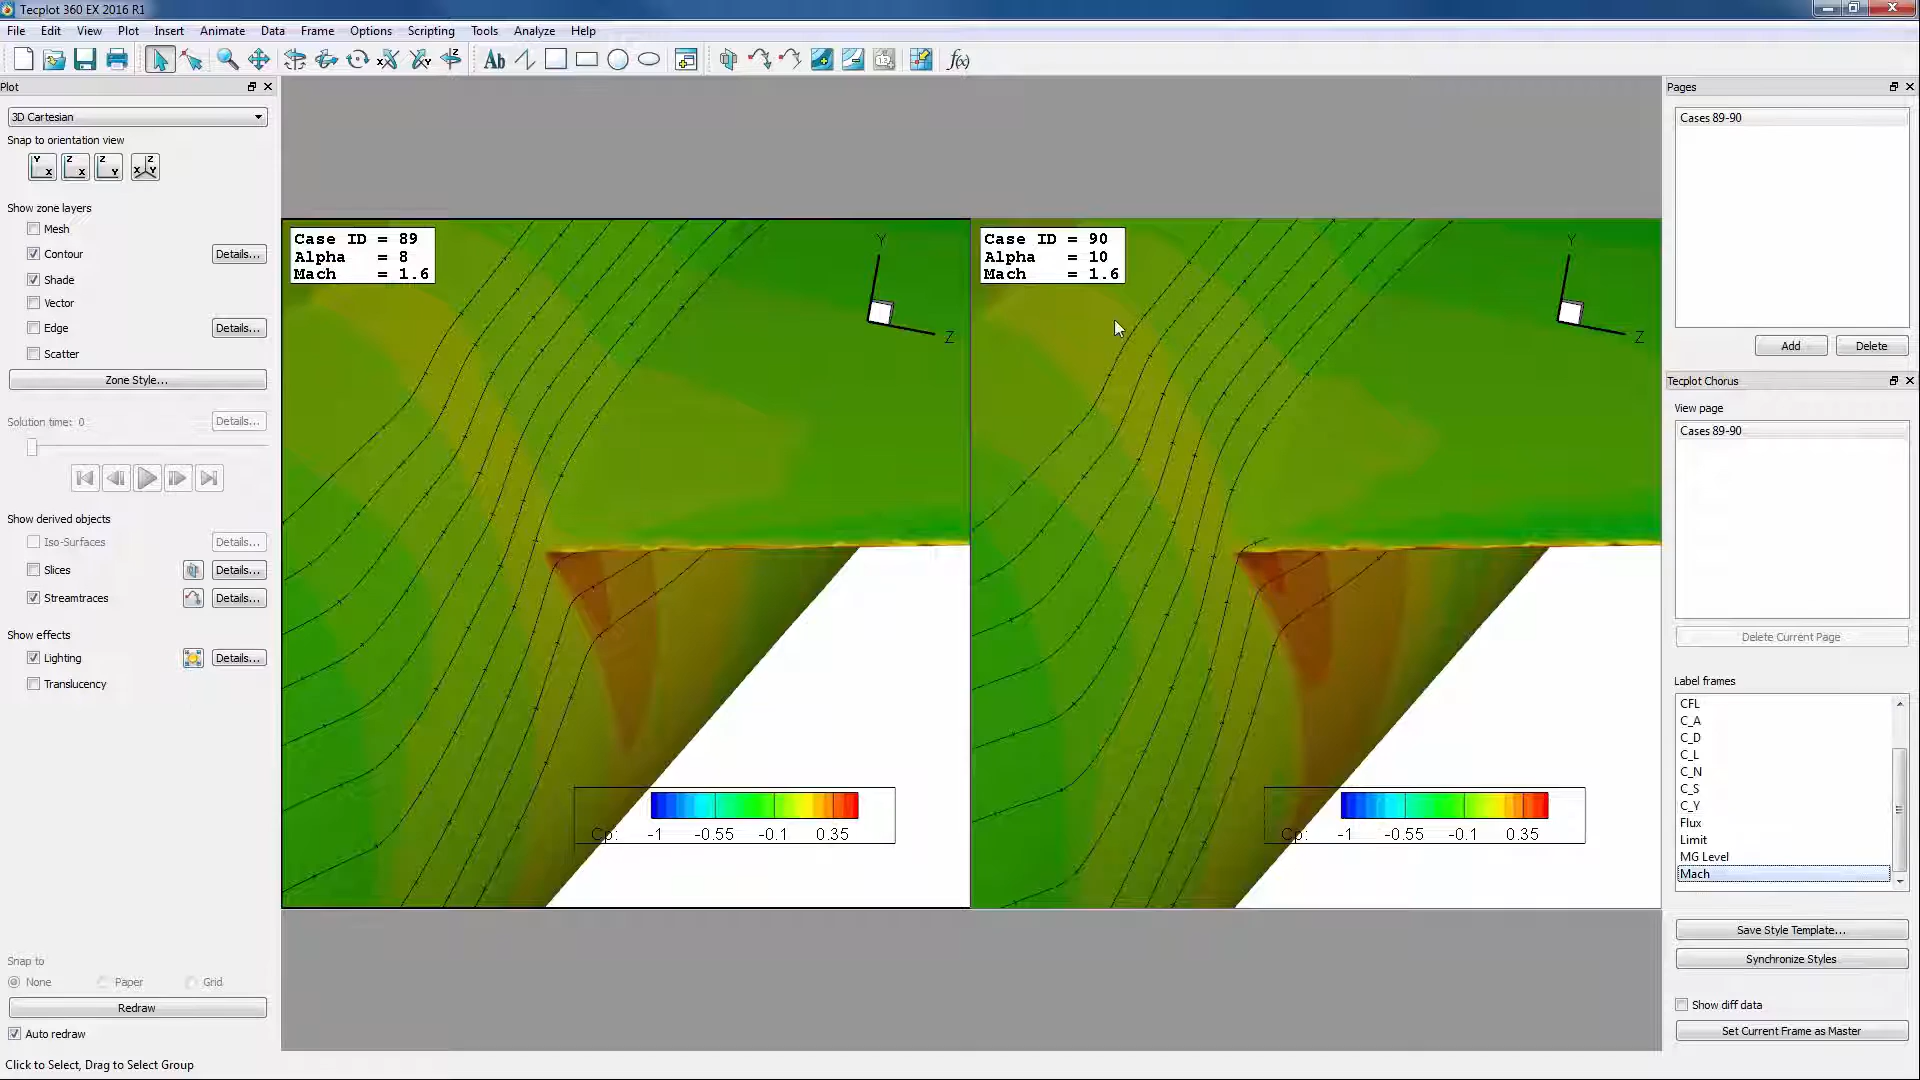 Tecplot 360 EX 2016 R1
File Edit View Plot Insert Animate Data Frame Options Scripting Tools Analyze Help
Plot
3D Cartesian
Snap to orientation view
Y X Z X Z Y Z X Y
Show zone layers
Mesh
Contour Details...
Shade
Vector
Edge Details...
Scatter
Zone Style...
Solution time: 0 Details...
Show derived objects
Iso-Surfaces Details...
Slices Details...
Streamtraces Details...
Show effects
Lighting Details...
Translucency
Snap to
None Paper Grid
Redraw
Auto redraw
Click to Select, Drag to Select Group
Case ID = 89
Alpha = 8
Mach = 1.6
Y
Z
Cp: -1 -0.55 -0.1 0.35
Case ID = 90
Alpha = 10
Mach = 1.6
Y
Z
Cp: -1 -0.55 -0.1 0.35
Pages
Cases 89-90
Add Delete
Tecplot Chorus
View page
Cases 89-90
Delete Current Page
Label frames
CFL
C_A
C_D
C_L
C_N
C_S
C_Y
Flux
Limit
MG Level
Mach
Save Style Template...
Synchronize Styles
Show diff data
Set Current Frame as Master